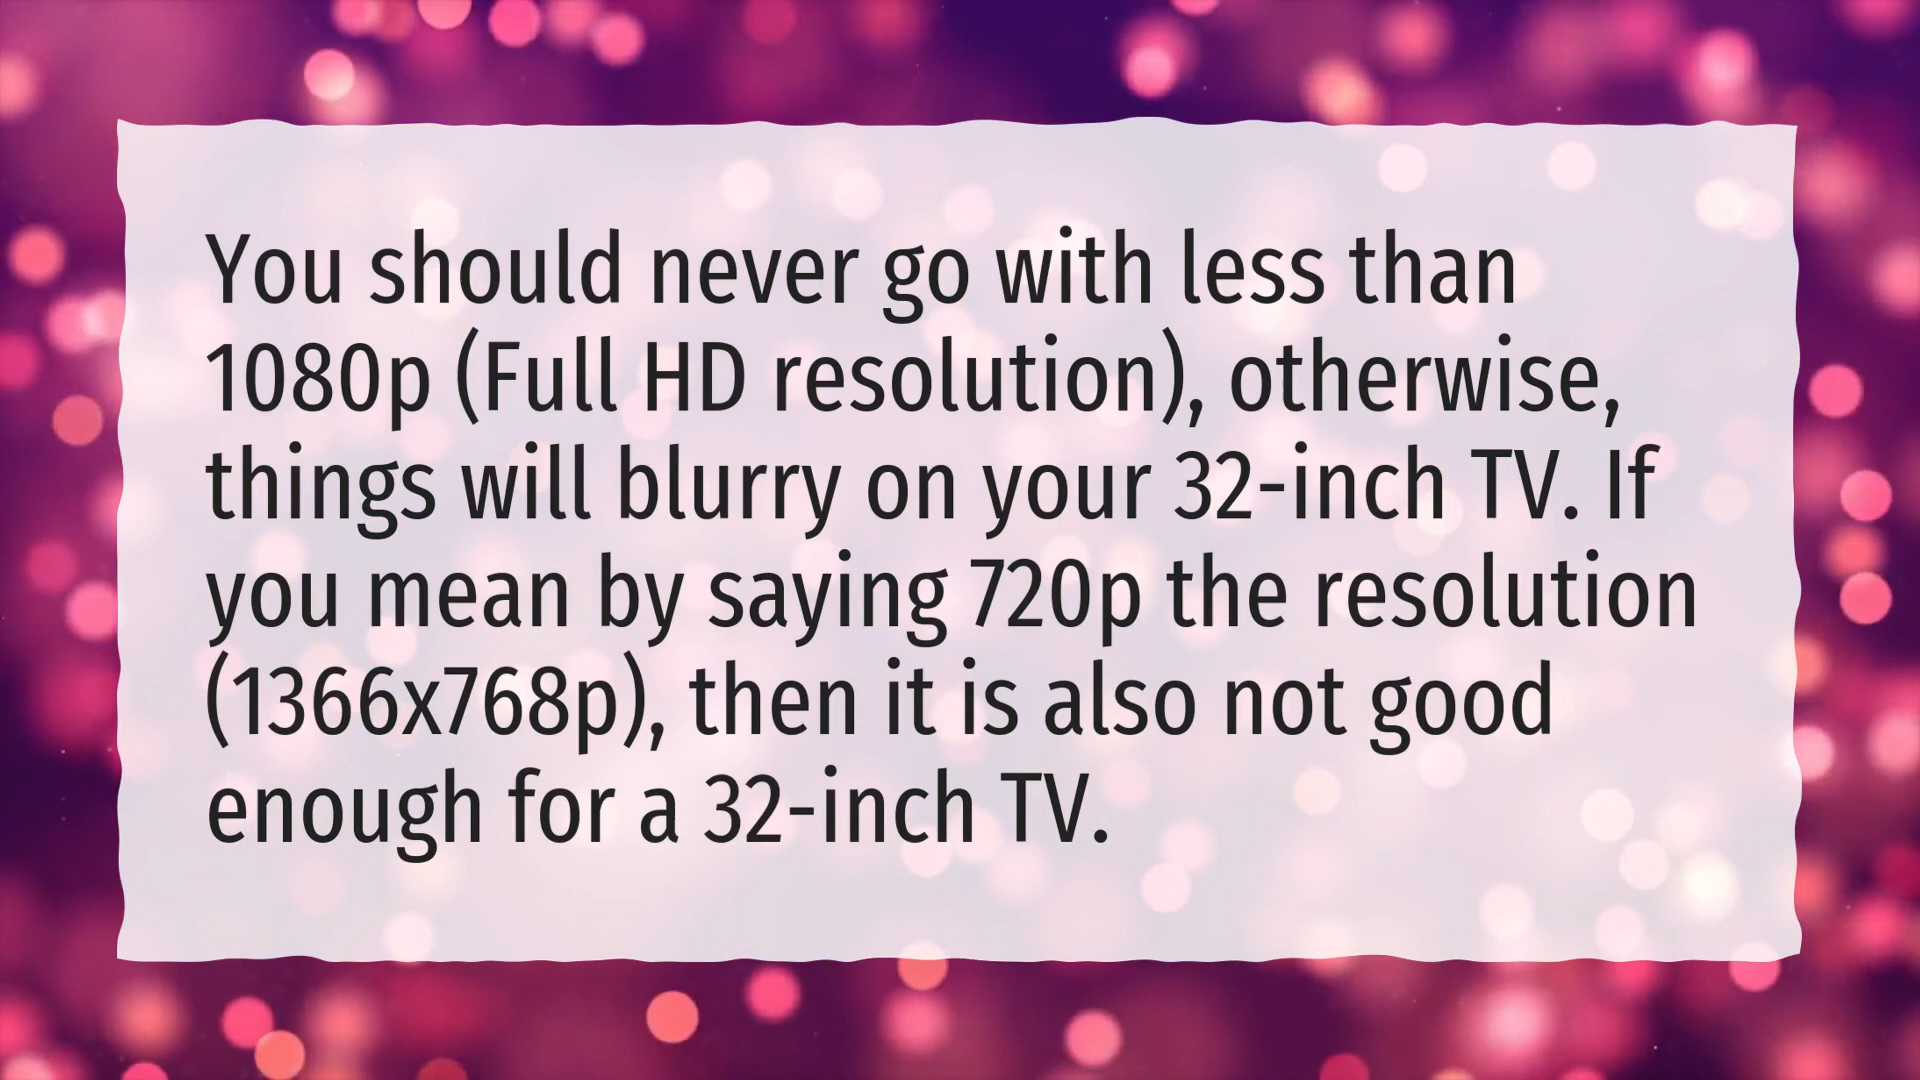 You should never go with less than
1080p (Full HD resolution), otherwise,
things will blurry on your 32-inch TV. If
you mean by saying 720p the resolution
(1366x768p), then it is also not good
enough for a 32-inch TV.